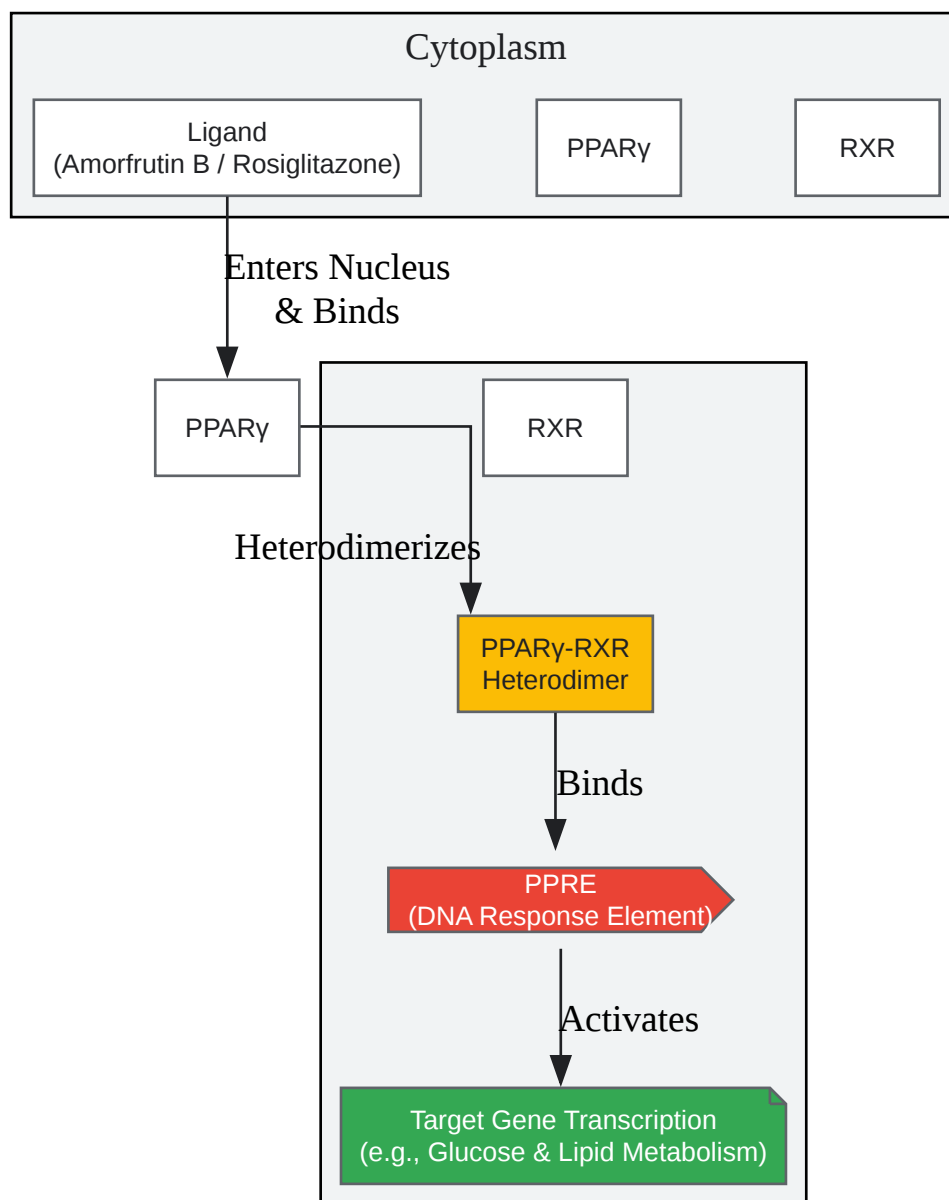 Cytoplasm
Ligand
(Amorfrutin B / Rosiglitazone)
PPARγ
RXR
Enters Nucleus
& Binds
PPARγ
RXR
Heterodimerizes
PPARγ-RXR
Heterodimer
Binds
PPRE
(DNA Response Element)
Activates
Target Gene Transcription
(e.g., Glucose & Lipid Metabolism)